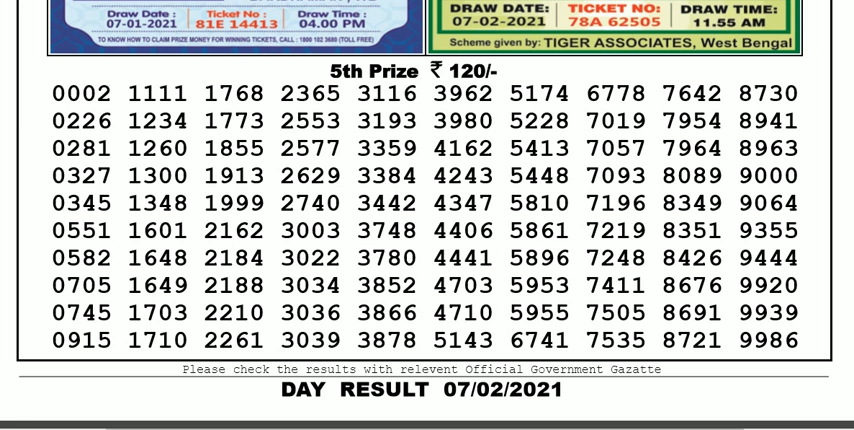 Draw Date : Ticket No : Draw Time :
07-01-2021 81E 14413 04.00 PM
TO KNOW HOW TO CLAIM PRIZE MONEY FOR WINNING TICKETS, CALL : 1800 102 3680 (TOLL FREE)
DRAW DATE: TICKET NO: DRAW TIME:
07-02-2021 78A 62505 11.55 AM
Scheme given by: TIGER ASSOCIATES, West Bengal
5th Prize ₹ 120/-
0002 1111 1768 2365 3116 3962 5174 6778 7642 8730
0226 1234 1773 2553 3193 3980 5228 7019 7954 8941
0281 1260 1855 2577 3339 4162 5413 7057 7964 8963
0327 1300 1913 2629 3384 4243 5448 7093 8089 9000
0345 1348 1999 2740 3442 4347 5810 7196 8349 9064
0551 1601 2162 3003 3748 4406 5861 7219 8351 9355
0582 1648 2184 3022 3780 4441 5896 7248 8426 9444
0705 1649 2188 3034 3852 4703 5953 7411 8676 9920
0745 1703 2210 3036 3866 4710 5955 7505 8691 9939
0915 1710 2261 3039 3878 5143 6741 7535 8721 9986
Please check the results with relevent Official Government Gazatte
DAY RESULT 07/02/2021